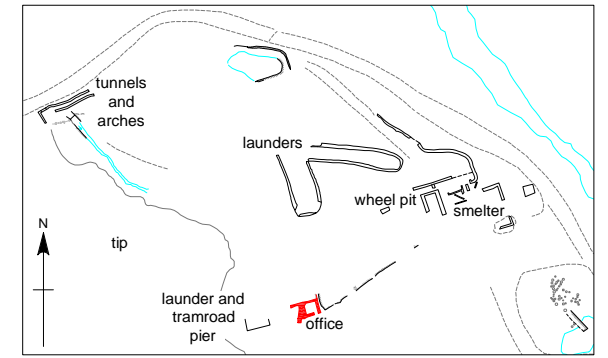 tunnels
and
arches
launders
wheel pit
smelter
N
tip
launder and
tramroad
pier
office